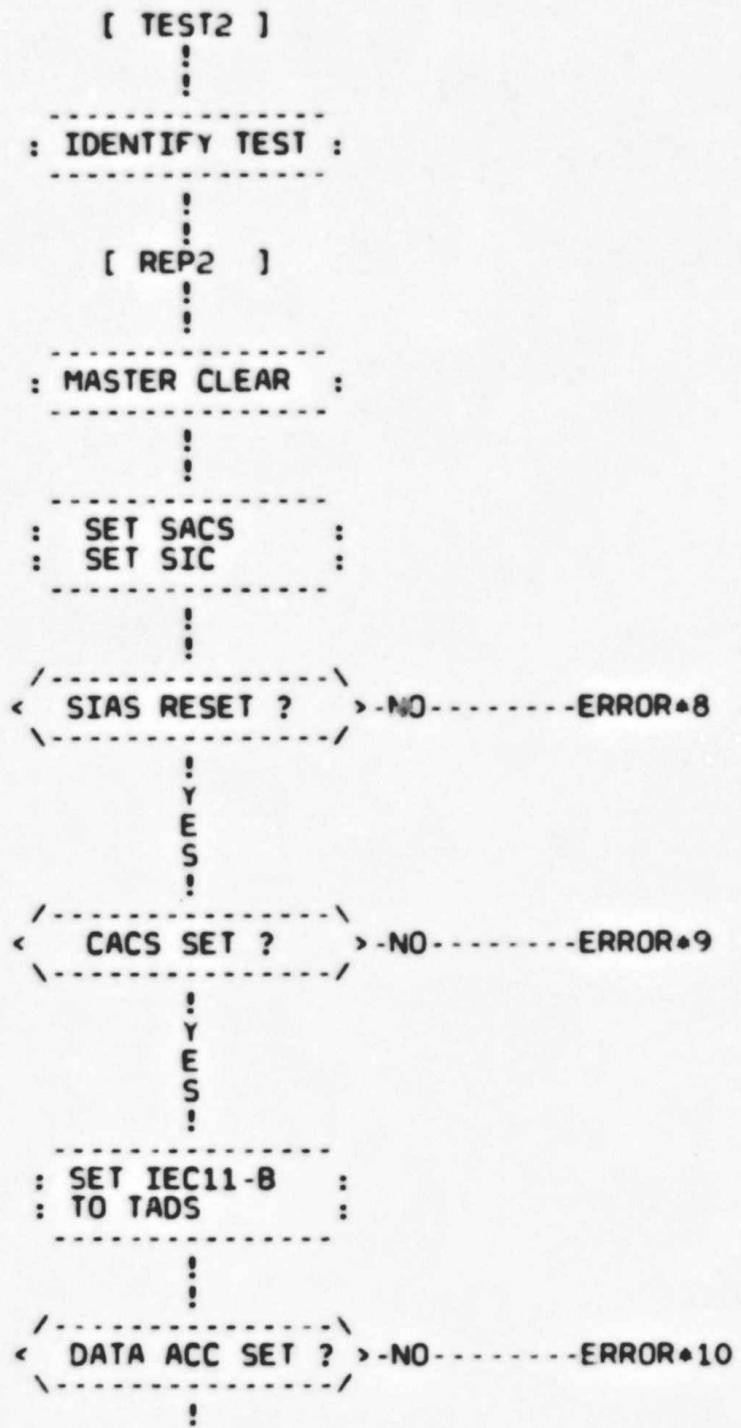 [ TEST2 ]
!
!
---------------
: IDENTIFY TEST :
---------------
!
!
[ REP2 ]
!
!
---------------
: MASTER CLEAR :
---------------
!
!
---------------
: SET SACS :
: SET SIC :
---------------
!
!
/---------------\
< SIAS RESET ? >-NO--------ERROR*8
\---------------/
!
Y
E
S
!
/---------------\
< CACS SET ? >-NO--------ERROR*9
\---------------/
!
Y
E
S
!
---------------
: SET IEC11-B :
: TO TADS :
---------------
!
!
/---------------\
< DATA ACC SET ? >-NO--------ERROR*10
\---------------/
!